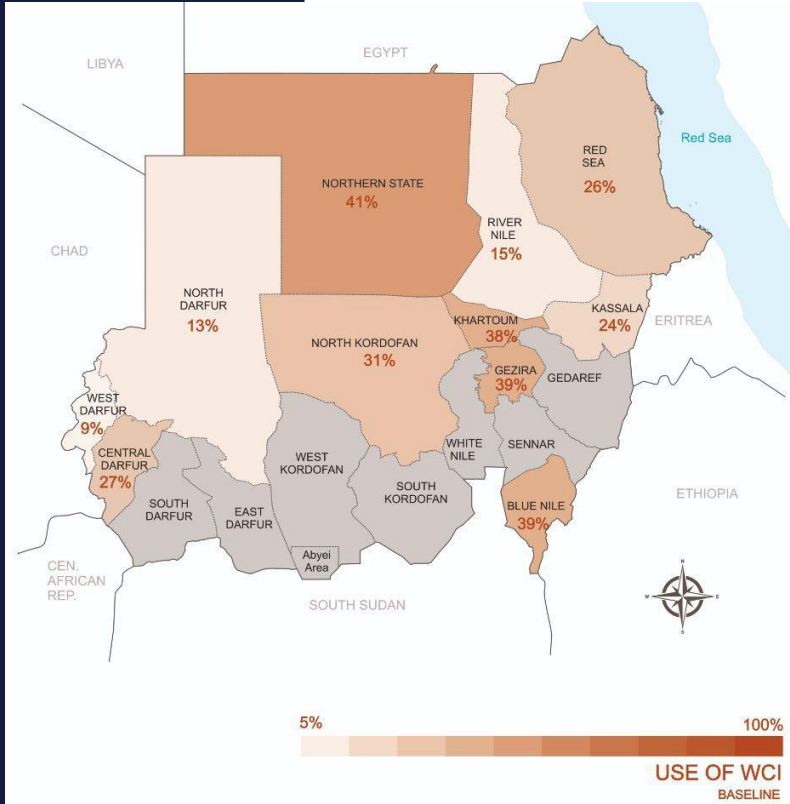 EGYPT
LIBYA
Red Sea
RED
SEA
26%
NORTHERN STATE
41%
RIVER
NILE
15%
CHAD
NORTH
DARFUR
13%
KASSALA
24%
ERITREA
KHARTOUM
38%
NORTH KORDOFAN
31%
GEZIRA
39%
GEDAREF
WEST
DARFUR
9%
CENTRAL
DARFUR
27%
WEST
KORDOFAN
WHITE
NILE
SENNAR
SOUTH
KORDOFAN
SOUTH
DARFUR
EAST
DARFUR
BLUE NILE
39%
ETHIOPIA
Abyei
Area
CEN.
AFRICAN
REP.
SOUTH SUDAN
N
W
E
S
5%
100%
USE OF WCI
BASELINE